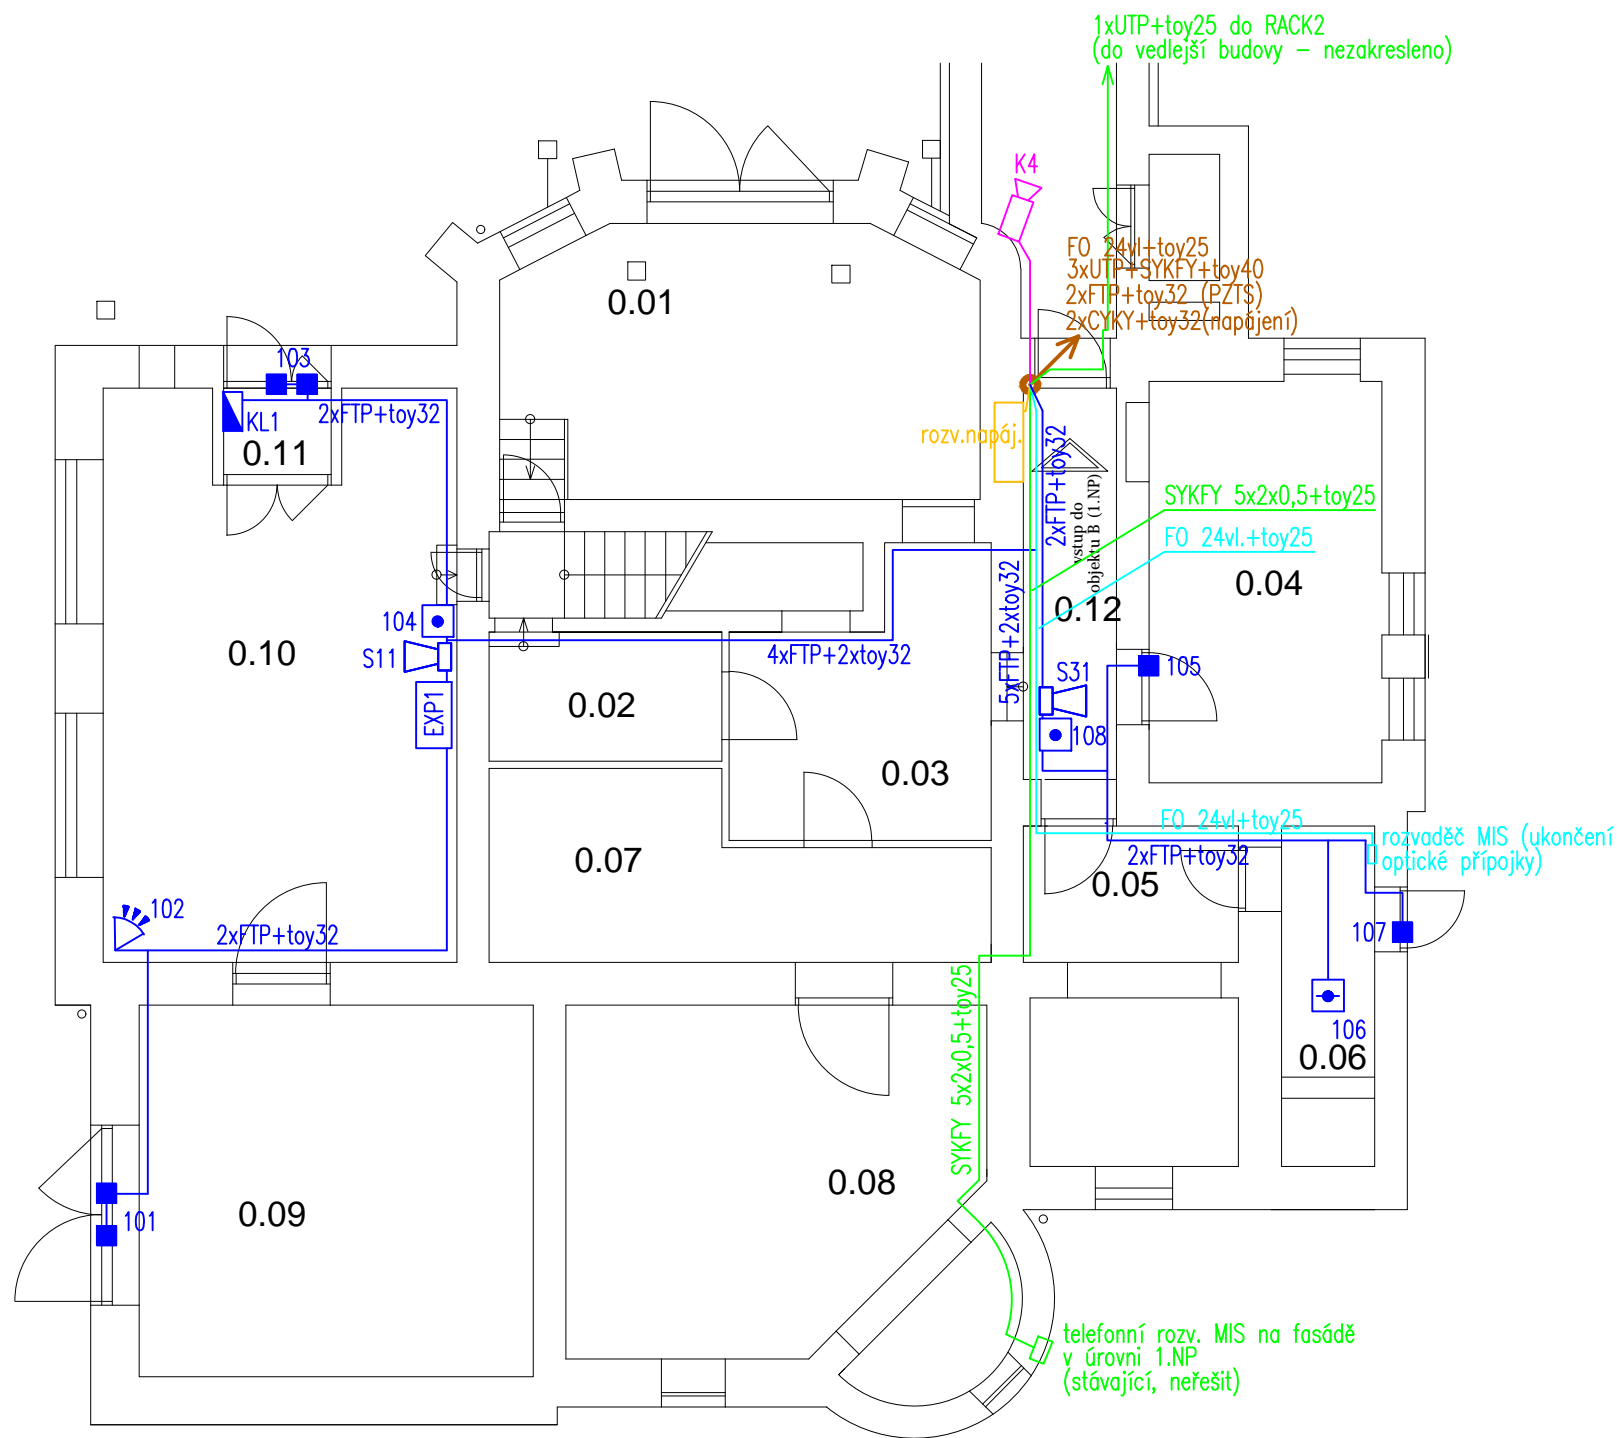 1xUTP+toy25 do RACK2
(do vedlejší budovy – nezakresleno)
K4
FO 24vl+toy25
3xUTP+SYKFY+toy40
2xFTP+toy32 (PZTS)
2xCYKY+toy32(napájení)
0.01
103
KL1
2xFTP+toy32
0.11
rozv.napáj.
2xFTP+toy32
vstup do
objektu B (1.NP)
SYKFY 5x2x0,5+toy25
FO 24vl.+toy25
0.04
0.12
5xFTP+2xtoy32
104
S11
EXP1
0.10
4xFTP+2xtoy32
0.02
0.03
S31
108
105
0.07
FO 24vl+toy25
2xFTP+toy32
rozvaděč MIS (ukončení
optické přípojky)
0.05
102
2xFTP+toy32
107
106
0.06
SYKFY 5x2x0,5+toy25
0.08
0.09
101
telefonní rozv. MIS na fasádě
v úrovni 1.NP
(stávající, neřešit)